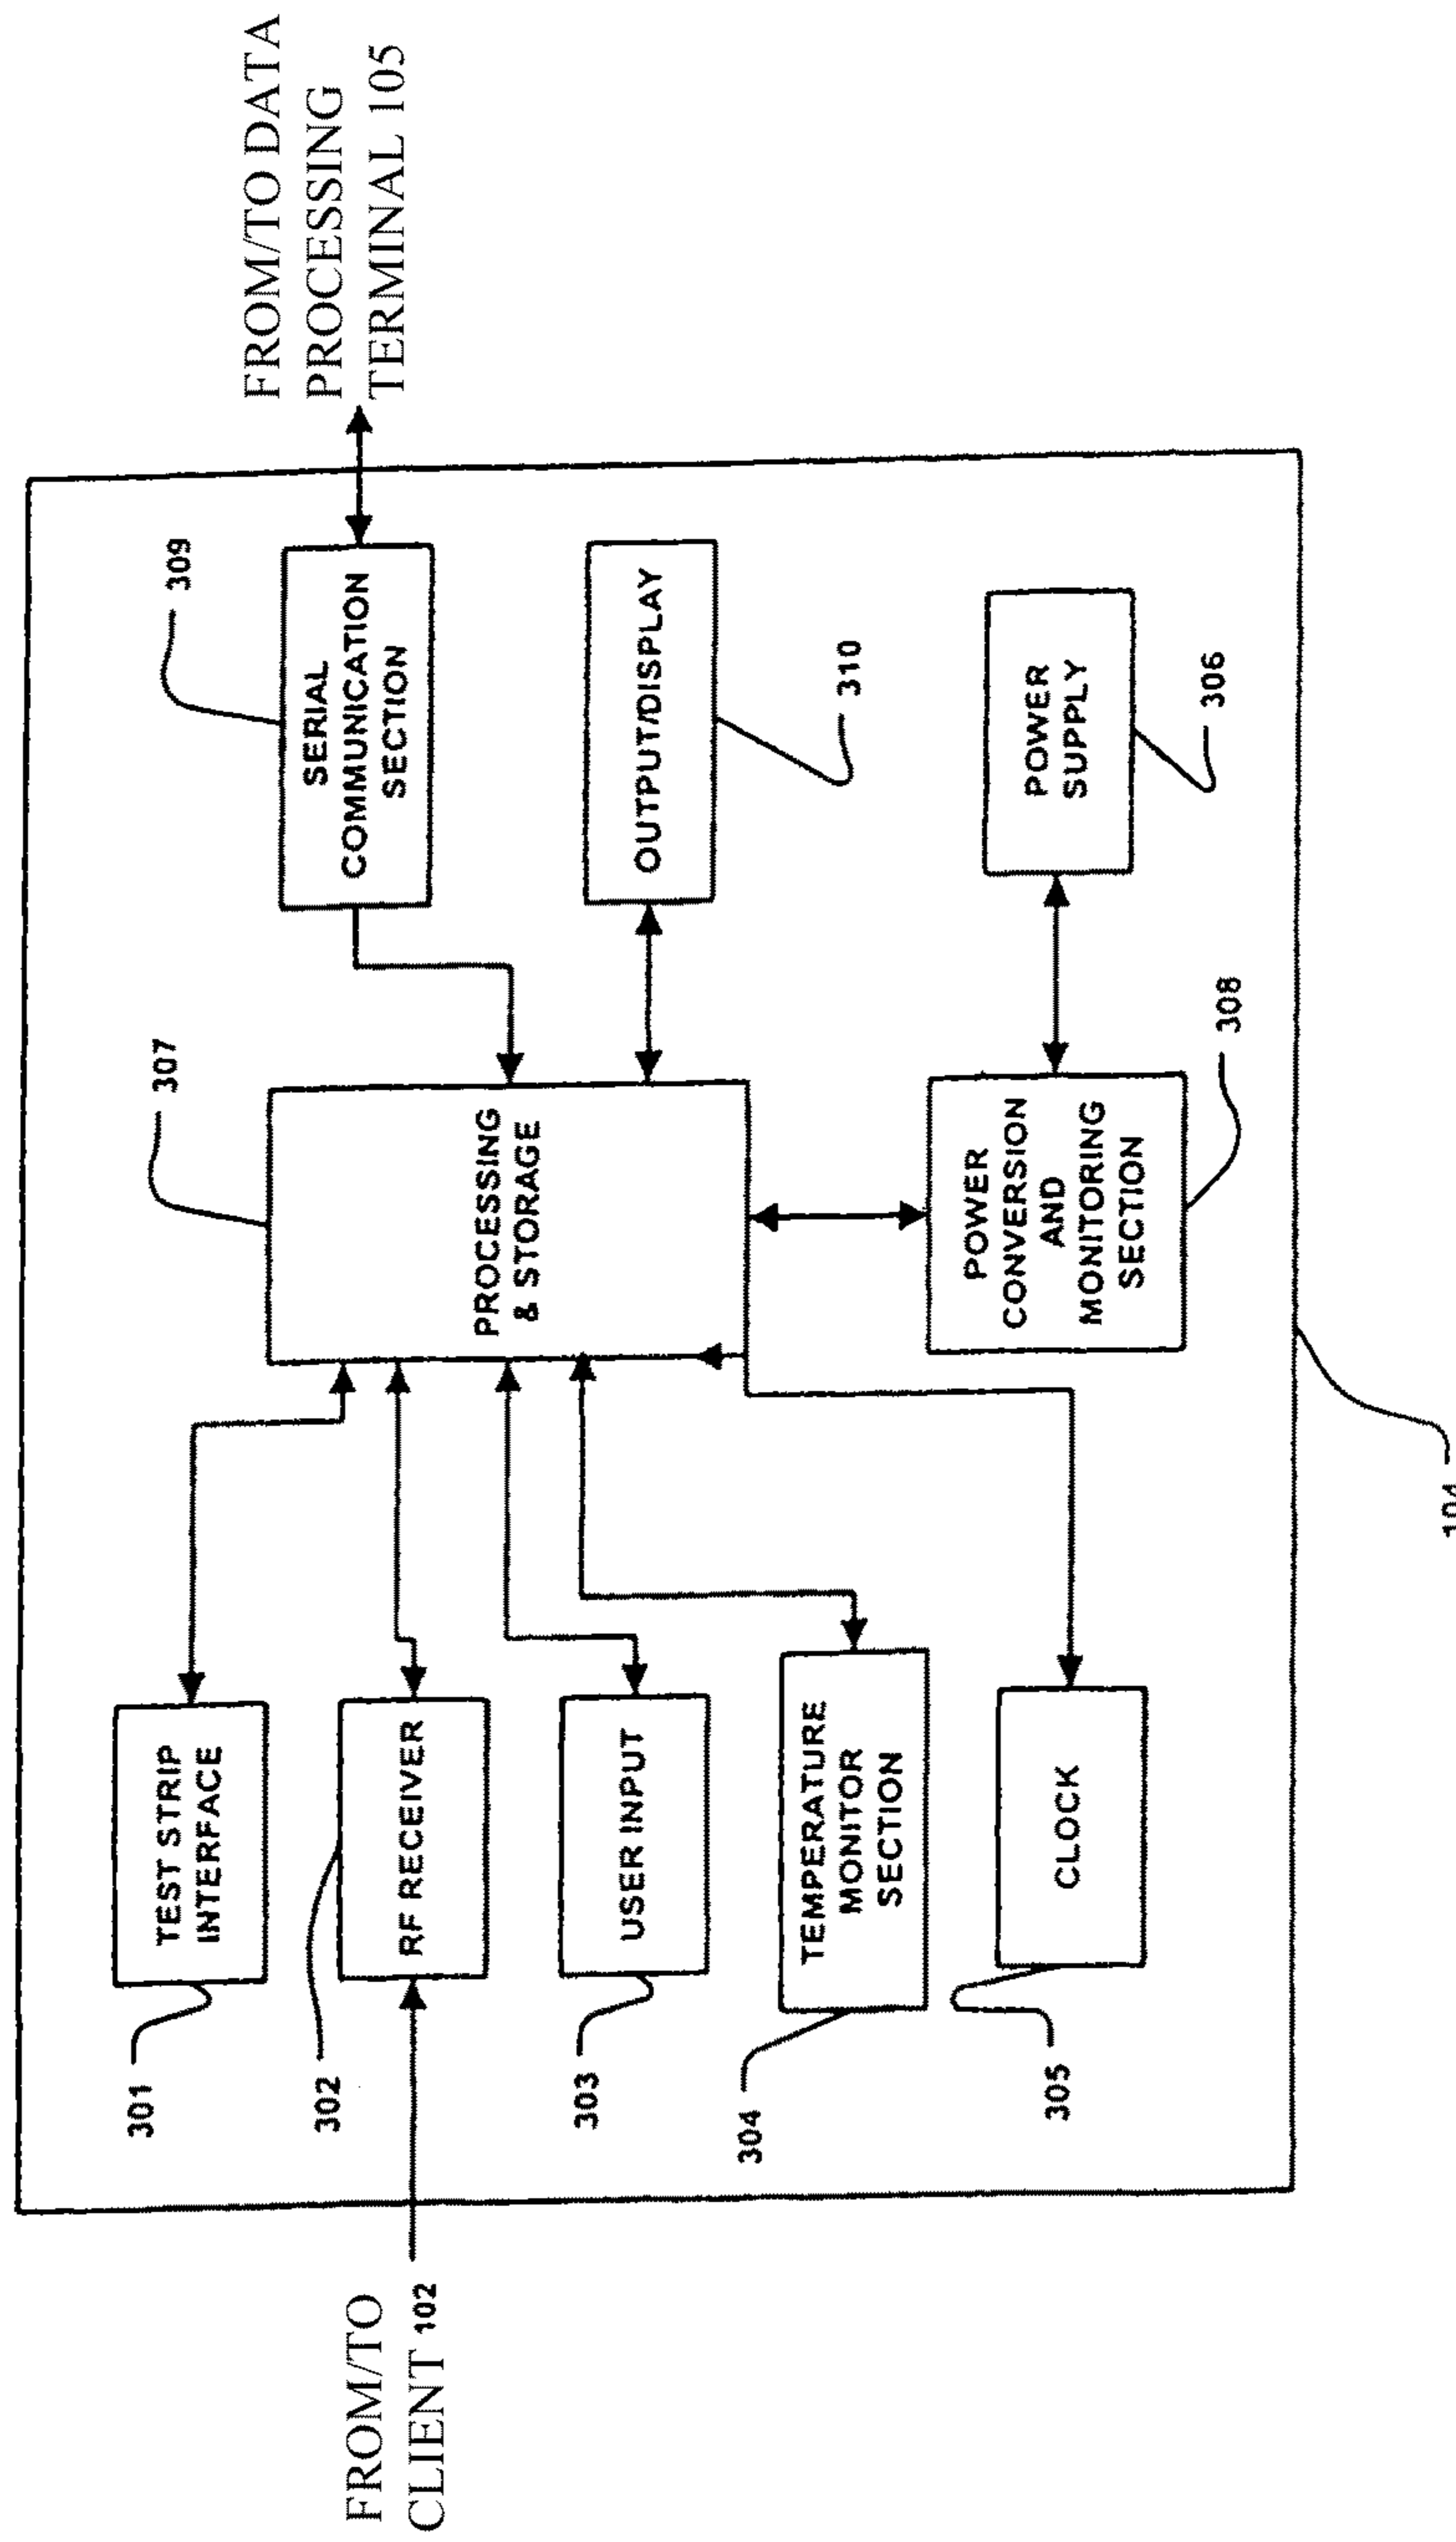 FROM/TO DATA
PROCESSING
TERMINAL 105
301
TEST STRIP
INTERFACE
302
RF RECEIVER
FROM/TO
CLIENT 102
303
USER INPUT
304
TEMPERATURE
MONITOR
SECTION
305
CLOCK
307
PROCESSING
& STORAGE
309
SERIAL
COMMUNICATION
SECTION
OUTPUT/DISPLAY
310
POWER
CONVERSION
AND
MONITORING
SECTION
308
POWER
SUPPLY
306
104